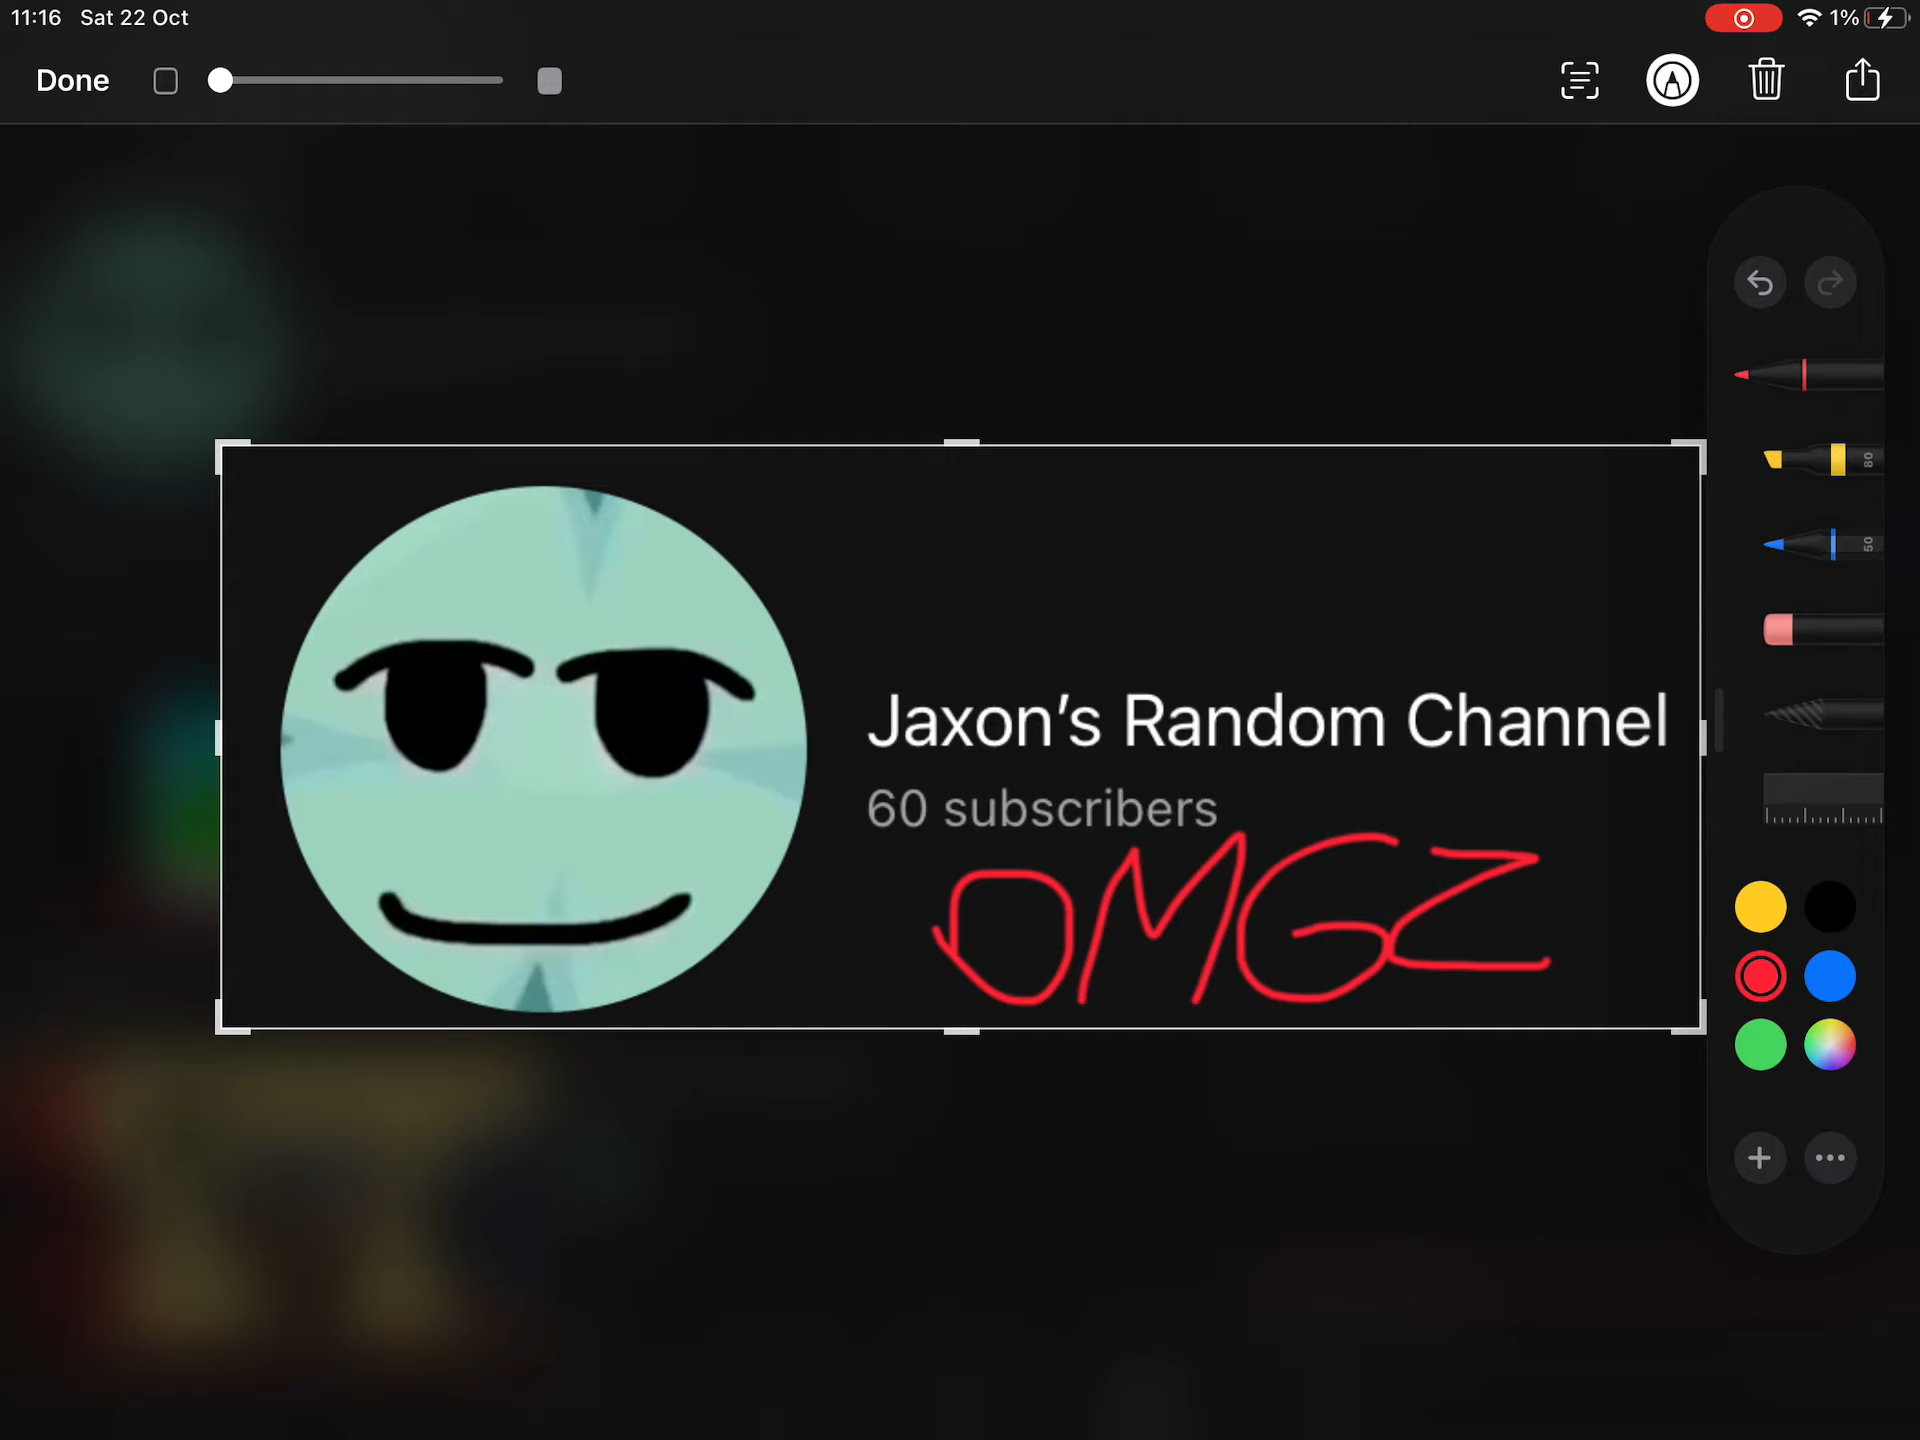 11:16 Sat 22 Oct
1%
Done
80
50
Jaxon’s Random Channel
60 subscribers
OMGZ